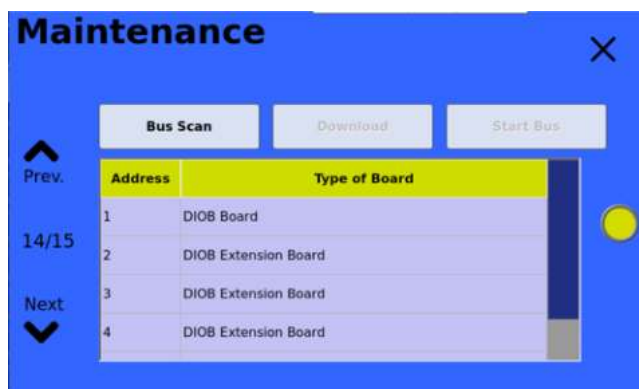 Maintenance
Bus Scan Download Start Bus
Prev.
14/15
Next
Address Type of Board
1 DIOB Board
2 DIOB Extension Board
3 DIOB Extension Board
4 DIOB Extension Board